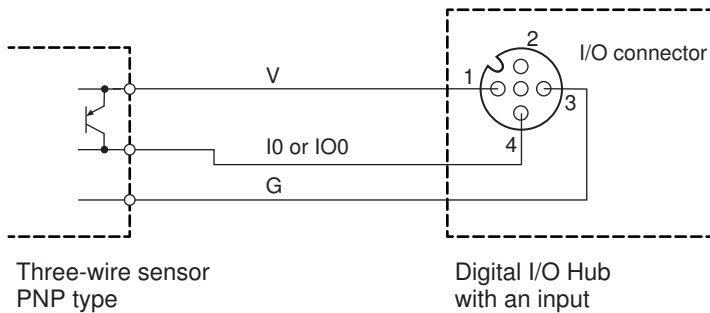 2
I/O connector
V
1
3
I0 or IO0
4
G
Three-wire sensor
PNP type
Digital I/O Hub
with an input